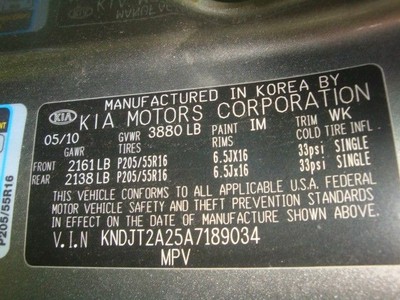 MANUFACTURED IN KOREA BY
KIA KIA MOTORS CORPORATION
05/10 GVWR 3880 LB PAINT IM TRIM WK
GAWR TIRES RIMS COLD TIRE INFL.
FRONT 2161 LB P205/55R16 6.5JX16 33psi SINGLE
REAR 2138 LB P205/55R16 6.5JX16 33psi SINGLE
THIS VEHICLE CONFORMS TO ALL APPLICABLE U.S.A. FEDERAL
MOTOR VEHICLE SAFETY AND THEFT PREVENTION STANDARDS
IN EFFECT ON THE DATE OF MANUFACTURE SHOWN ABOVE.
V.I.N KNDJT2A25A7189034
MPV
P205/55R16